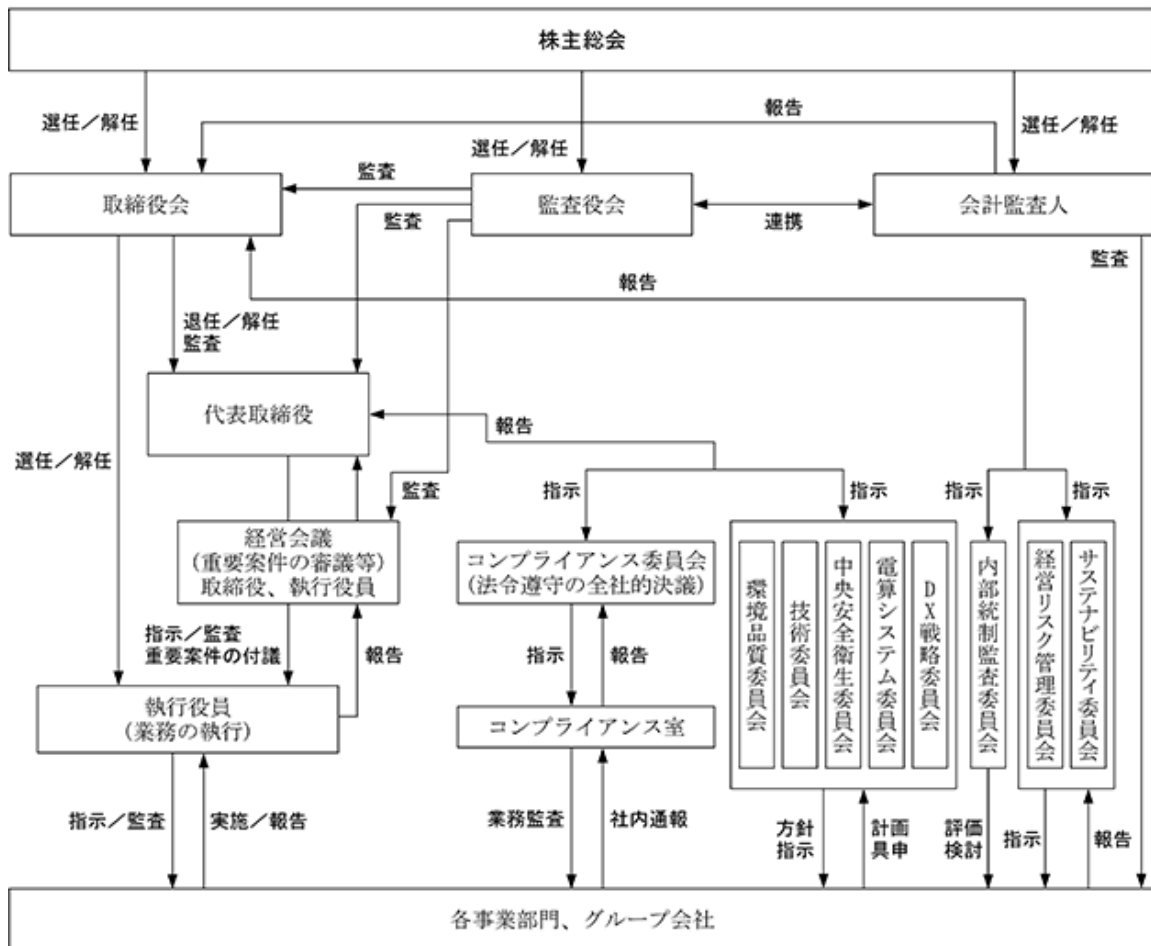 株主総会
選任／解任
報告
選任／解任
選任／解任
監査
取締役会
監査役会
会計監査人
監査
連携
監査
報告
退任／解任
監査
代表取締役
報告
選任／解任
監査
指示
指示
指示
指示
経営会議
(重要案件の審議等)
取締役、執行役員
コンプライアンス委員会
(法令遵守の全社的決議)
環境品質委員会
技術委員会
中央安全衛生委員会
電算システム委員会
DX戦略委員会
内部統制監査委員会
経営リスク管理委員会
サステナビリティ委員会
指示／監査
重要案件の付議
報告
指示
報告
執行役員
(業務の執行)
コンプライアンス室
指示／監査
実施／報告
業務監査
社内通報
方針
指示
計画
具申
評価
検討
指示
報告
各事業部門、グループ会社